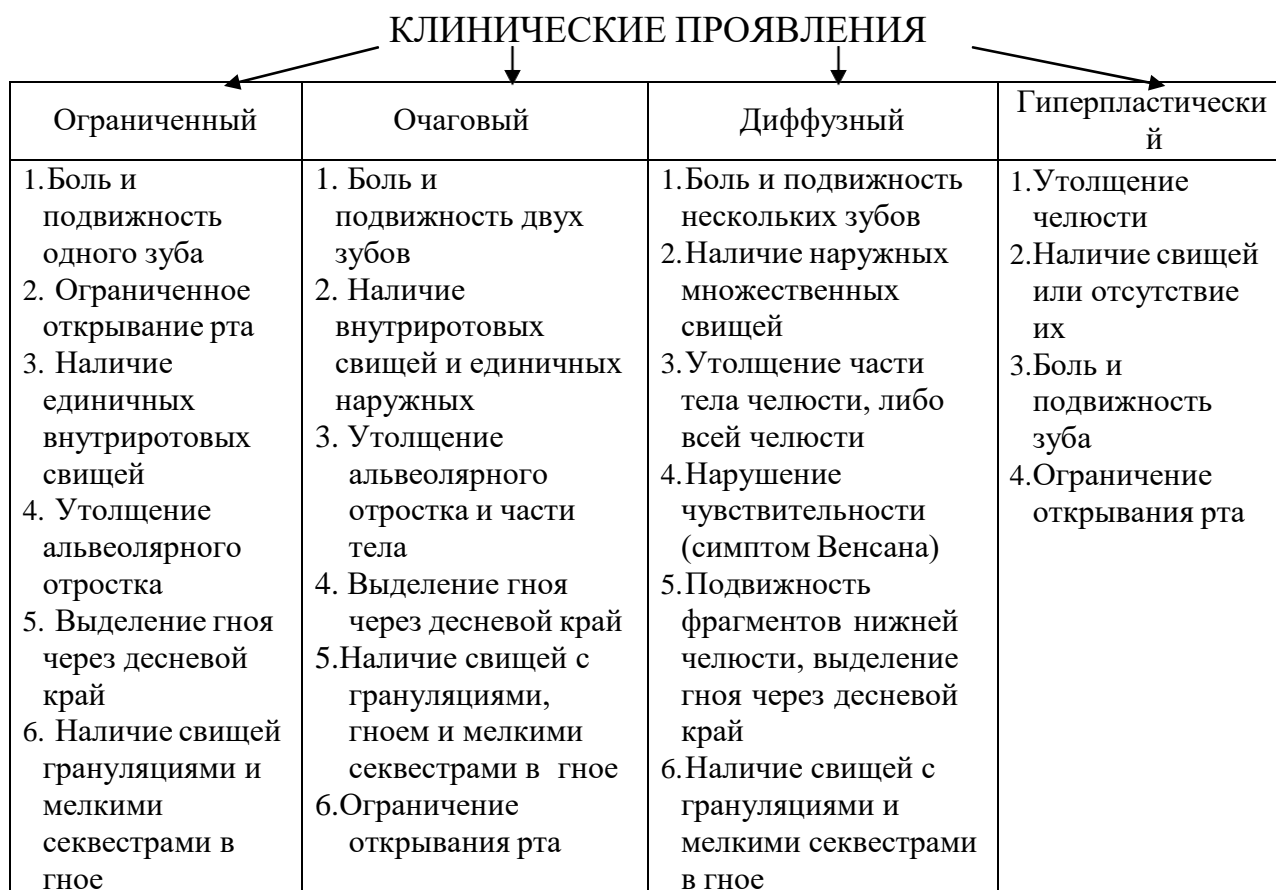 КЛИНИЧЕСКИЕ ПРОЯВЛЕНИЯ
Ограниченный
Очаговый
Диффузный
Гиперпластически
й
1.Боль и
подвижность
одного зуба
2. Ограниченное
открывание рта
3. Наличие
единичных
внутриротовых
свищей
4. Утолщение
альвеолярного
отростка
5. Выделение гноя
через десневой
край
6. Наличие свищей
грануляциями и
мелкими
секвестрами в
гное
1. Боль и
подвижность двух
зубов
2. Наличие
внутриротовых
свищей и единичных
наружных
3. Утолщение
альвеолярного
отростка и части
тела
4. Выделение гноя
через десневой край
5.Наличие свищей с
грануляциями,
гноем и мелкими
секвестрами в гное
6.Ограничение
открывания рта
1.Боль и подвижность
нескольких зубов
2.Наличие наружных
множественных
свищей
3.Утолщение части
тела челюсти, либо
всей челюсти
4.Нарушение
чувствительности
(симптом Венсана)
5.Подвижность
фрагментов нижней
челюсти, выделение
гноя через десневой
край
6.Наличие свищей с
грануляциями и
мелкими секвестрами
в гное
1.Утолщение
челюсти
2.Наличие свищей
или отсутствие
их
3.Боль и
подвижность
зуба
4.Ограничение
открывания рта